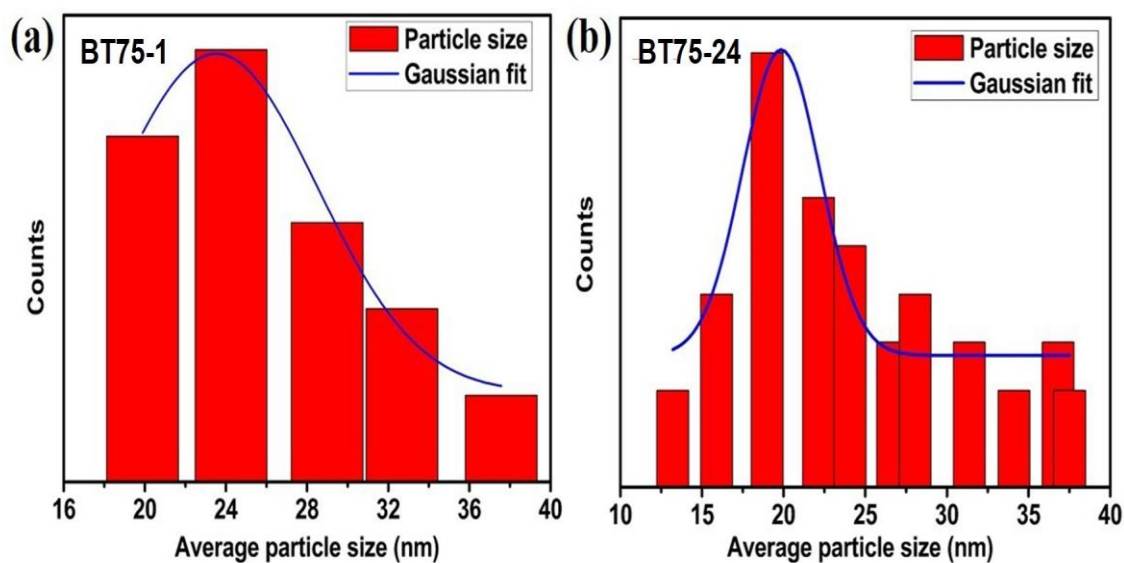 (a)
BT75-1
Particle size
Gaussian fit
Counts
16 20 24 28 32 36 40
Average particle size (nm)
(b)
BT75-24
Particle size
Gaussian fit
Counts
10 15 20 25 30 35 40
Average particle size (nm)